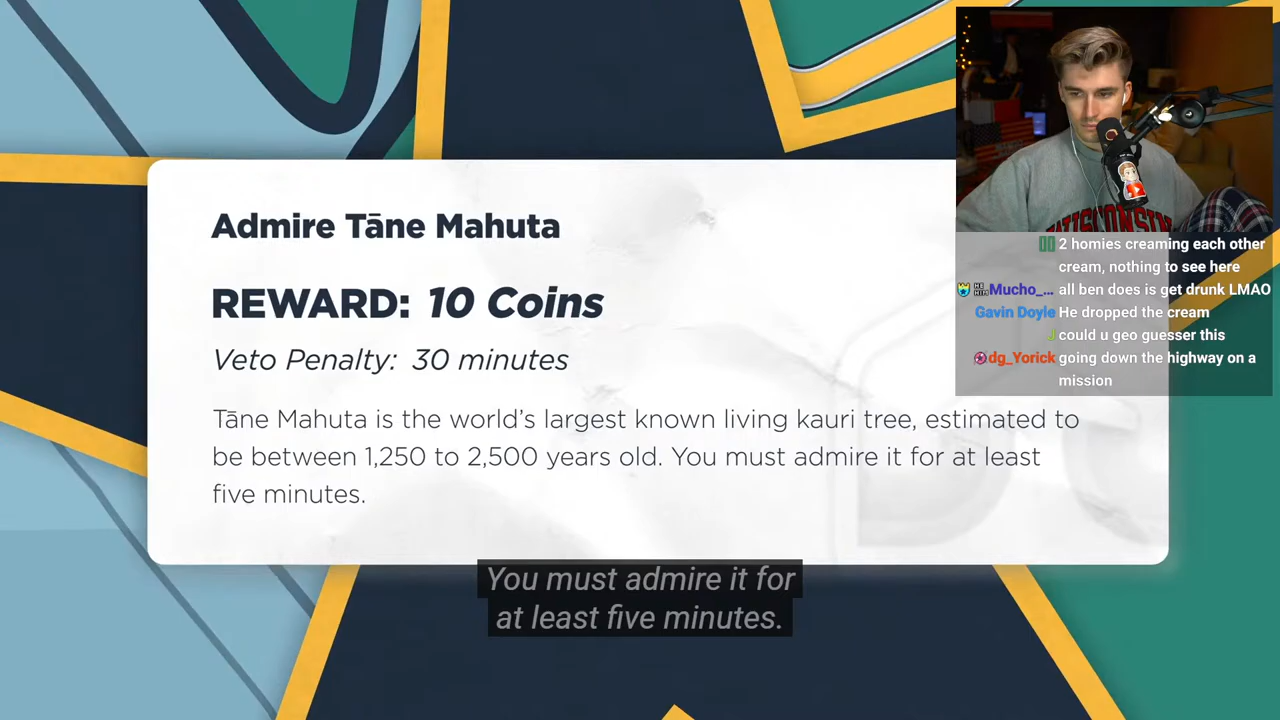 Admire Tāne Mahuta
REWARD: 10 Coins
Veto Penalty: 30 minutes
Tāne Mahuta is the world's largest known living kauri tree, estimated to
be between 1,250 to 2,500 years old. You must admire it for at least
five minutes.
You must admire it for
at least five minutes.
WISCONSIN
2 homies creaming each other
cream, nothing to see here
Mucho_... all ben does is get drunk LMAO
Gavin Doyle He dropped the cream
could u geo guesser this
dg_Yorick going down the highway on a
mission